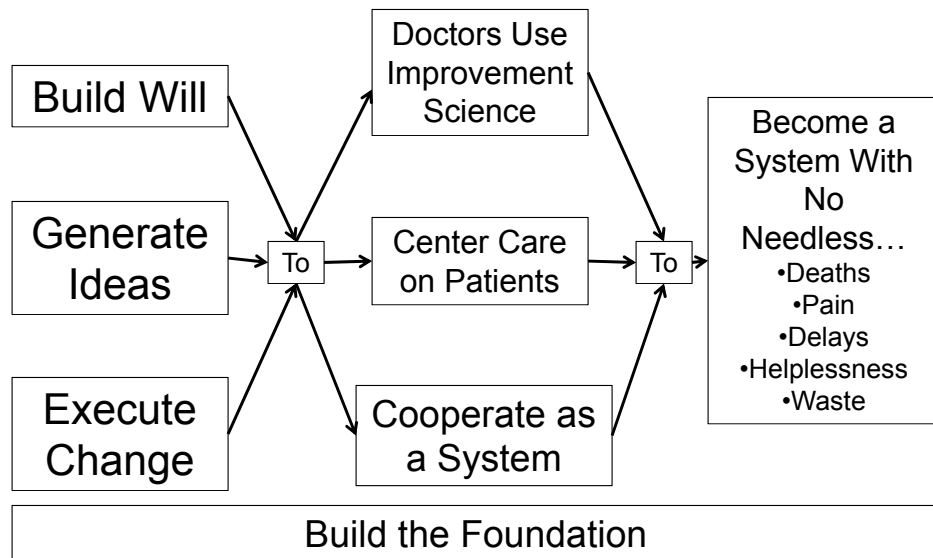 Build Will
Generate
Ideas
Execute
Change
To
Doctors Use
Improvement
Science
Center Care
on Patients
Cooperate as
a System
To
Become a
System With
No
Needless…
•Deaths
•Pain
•Delays
•Helplessness
•Waste
Build the Foundation